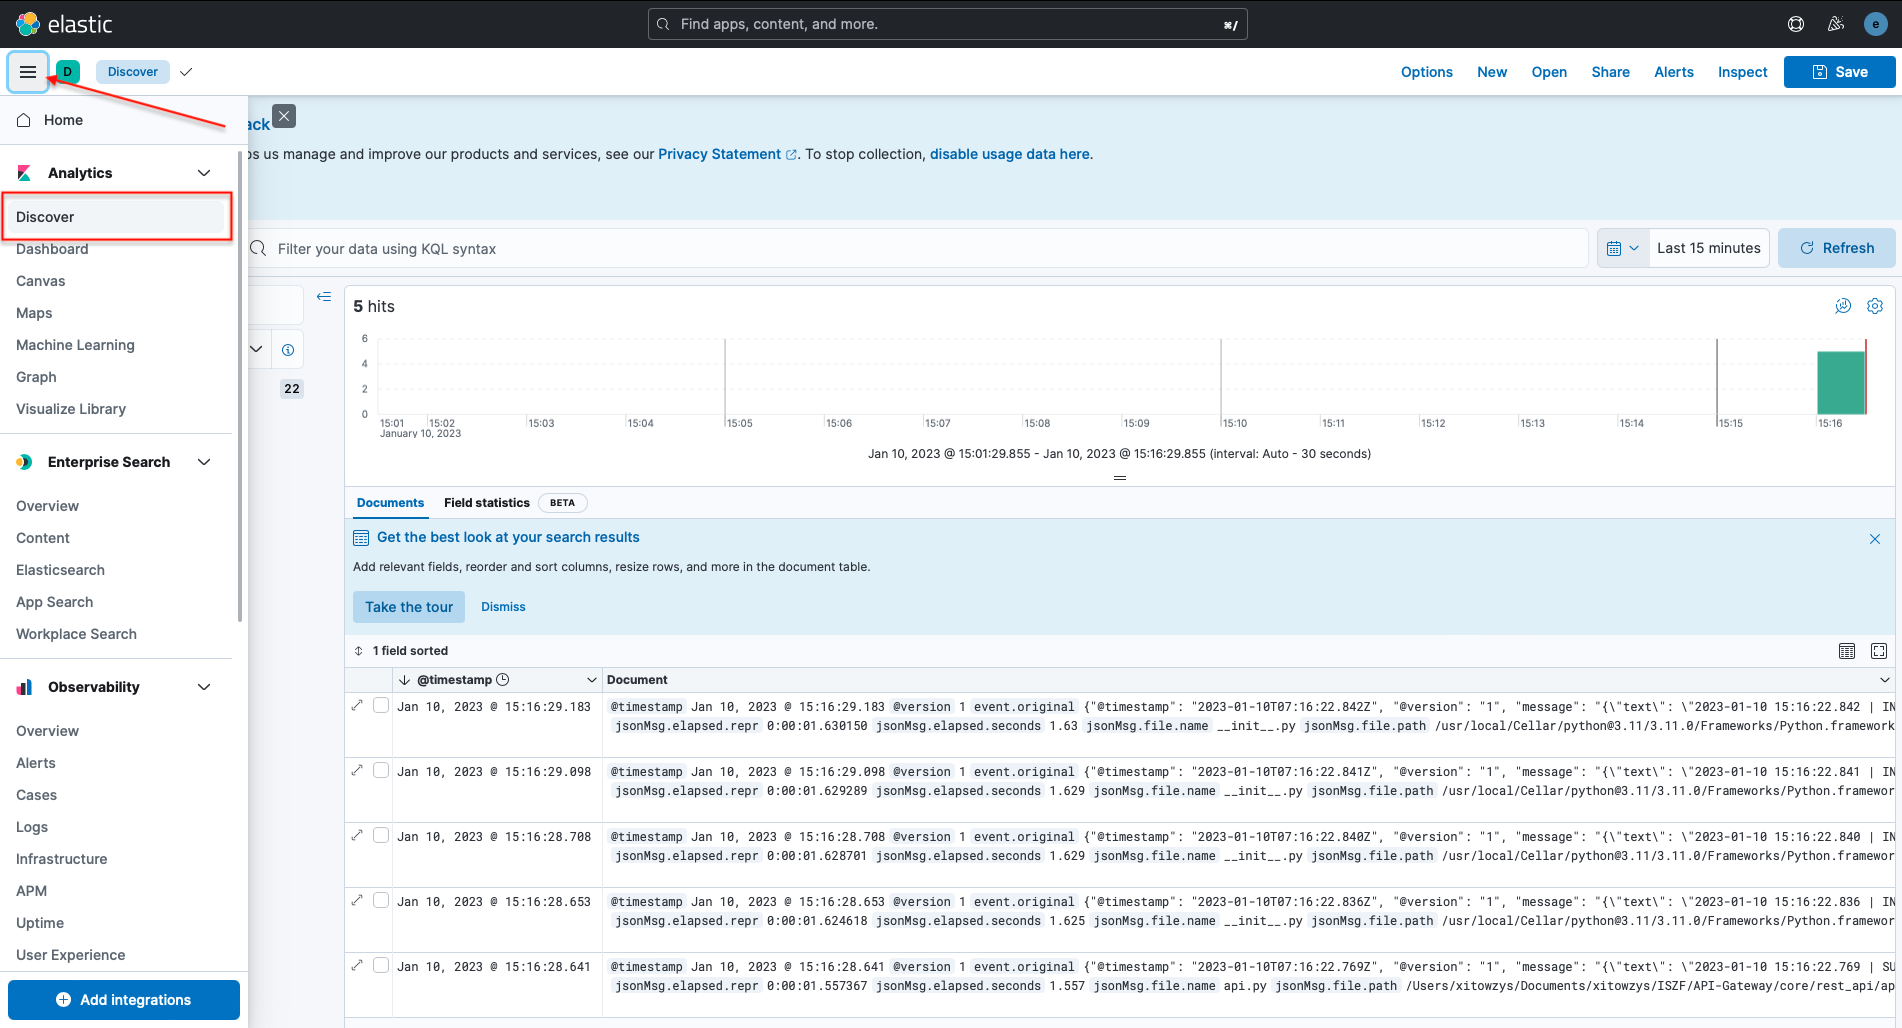 elastic
Find apps, content, and more.
⌘/
e
D
Discover
Options
New
Open
Share
Alerts
Inspect
Save
Home
ack
us manage and improve our products and services, see our Privacy Statement. To stop collection, disable usage data here.
Analytics
Discover
Dashboard
Canvas
Maps
Machine Learning
Graph
Visualize Library
Enterprise Search
Overview
Content
Elasticsearch
App Search
Workplace Search
Observability
Overview
Alerts
Cases
Logs
Infrastructure
APM
Uptime
User Experience
Add integrations
Filter your data using KQL syntax
Last 15 minutes
Refresh
22
5 hits
6
4
2
0
15:01 15:02 15:03 15:04 15:05 15:06 15:07 15:08 15:09 15:10 15:11 15:12 15:13 15:14 15:15 15:16
January 10, 2023
Jan 10, 2023 @ 15:01:29.855 - Jan 10, 2023 @ 15:16:29.855 (interval: Auto - 30 seconds)
Documents
Field statistics
BETA
Get the best look at your search results
Add relevant fields, reorder and sort columns, resize rows, and more in the document table.
Take the tour
Dismiss
1 field sorted
@timestamp
Document
Jan 10, 2023 @ 15:16:29.183 @timestamp Jan 10, 2023 @ 15:16:29.183 @version 1 event.original {"@timestamp": "2023-01-10T07:16:22.842Z", "@version": "1", "message": "{\"text\": \"2023-01-10 15:16:22.842 | IN
jsonMsg.elapsed.repr 0:00:01.630150 jsonMsg.elapsed.seconds 1.63 jsonMsg.file.name __init__.py jsonMsg.file.path /usr/local/Cellar/python@3.11/3.11.0/Frameworks/Python.framework
Jan 10, 2023 @ 15:16:29.098 @timestamp Jan 10, 2023 @ 15:16:29.098 @version 1 event.original {"@timestamp": "2023-01-10T07:16:22.841Z", "@version": "1", "message": "{\"text\": \"2023-01-10 15:16:22.841 | IN
jsonMsg.elapsed.repr 0:00:01.629289 jsonMsg.elapsed.seconds 1.629 jsonMsg.file.name __init__.py jsonMsg.file.path /usr/local/Cellar/python@3.11/3.11.0/Frameworks/Python.framewor
Jan 10, 2023 @ 15:16:28.708 @timestamp Jan 10, 2023 @ 15:16:28.708 @version 1 event.original {"@timestamp": "2023-01-10T07:16:22.840Z", "@version": "1", "message": "{\"text\": \"2023-01-10 15:16:22.840 | IN
jsonMsg.elapsed.repr 0:00:01.628701 jsonMsg.elapsed.seconds 1.629 jsonMsg.file.name __init__.py jsonMsg.file.path /usr/local/Cellar/python@3.11/3.11.0/Frameworks/Python.framewor
Jan 10, 2023 @ 15:16:28.653 @timestamp Jan 10, 2023 @ 15:16:28.653 @version 1 event.original {"@timestamp": "2023-01-10T07:16:22.836Z", "@version": "1", "message": "{\"text\": \"2023-01-10 15:16:22.836 | IN
jsonMsg.elapsed.repr 0:00:01.624618 jsonMsg.elapsed.seconds 1.625 jsonMsg.file.name __init__.py jsonMsg.file.path /usr/local/Cellar/python@3.11/3.11.0/Frameworks/Python.framewor
Jan 10, 2023 @ 15:16:28.641 @timestamp Jan 10, 2023 @ 15:16:28.641 @version 1 event.original {"@timestamp": "2023-01-10T07:16:22.769Z", "@version": "1", "message": "{\"text\": \"2023-01-10 15:16:22.769 | SU
jsonMsg.elapsed.repr 0:00:01.557367 jsonMsg.elapsed.seconds 1.557 jsonMsg.file.name api.py jsonMsg.file.path /Users/xitowzys/Documents/xitowzys/ISZF/API-Gateway/core/rest_api/ap